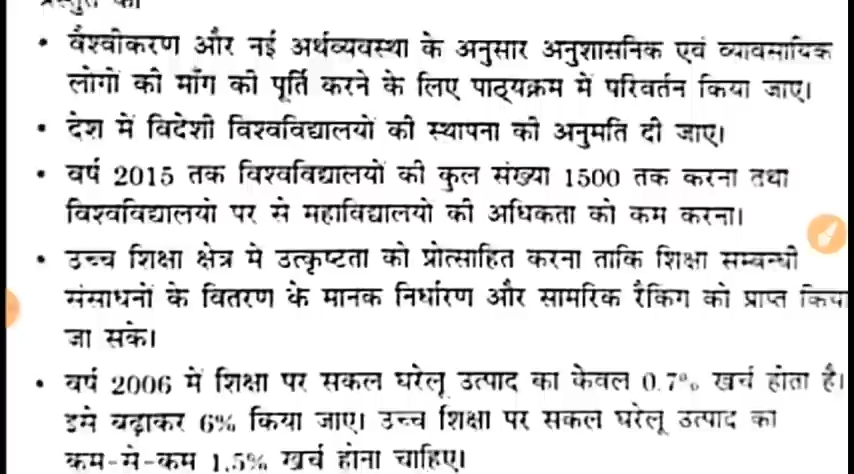 प्रस्तुत की
• वैश्वीकरण और नई अर्थव्यवस्था के अनुसार अनुशासनिक एवं व्यावसायिक
लोगों की माँग की पूर्ति करने के लिए पाठ्यक्रम में परिवर्तन किया जाए।
• देश में विदेशी विश्वविद्यालयों की स्थापना की अनुमति दी जाए।
• वर्ष 2015 तक विश्वविद्यालयों की कुल संख्या 1500 तक करना तथा
विश्वविद्यालयों पर से महाविद्यालयों की अधिकता को कम करना।
• उच्च शिक्षा क्षेत्र मे उत्कृष्टता को प्रोत्साहित करना ताकि शिक्षा सम्बन्धी
संसाधनों के वितरण के मानक निर्धारण और सामरिक रैंकिग को प्राप्त किया
जा सके।
• वर्ष 2006 में शिक्षा पर सकल घरेलू उत्पाद का केवल 0.7% खर्च होता है।
इसे बढ़ाकर 6% किया जाए। उच्च शिक्षा पर सकल घरेलू उत्पाद का
कम-से-कम 1.5% खर्च होना चाहिए।